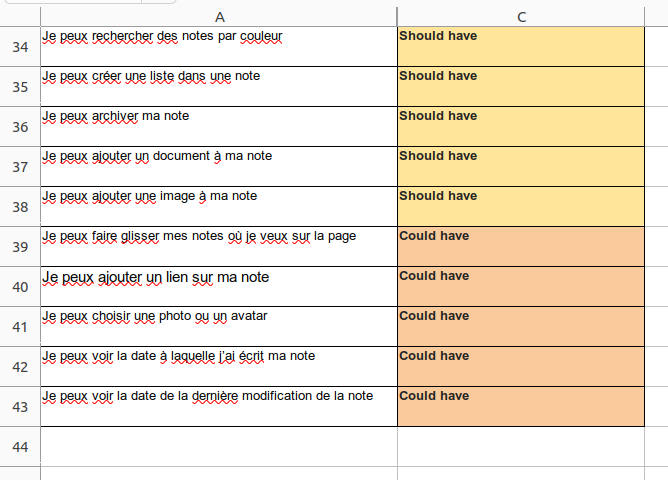 A C
34 Je peux rechercher des notes par couleur Should have
35 Je peux créer une liste dans une note Should have
36 Je peux archiver ma note Should have
37 Je peux ajouter un document à ma note Should have
38 Je peux ajouter une image à ma note Should have
39 Je peux faire glisser mes notes où je veux sur la page Could have
40 Je peux ajouter un lien sur ma note Could have
41 Je peux choisir une photo ou un avatar Could have
42 Je peux voir la date à laquelle j'ai écrit ma note Could have
43 Je peux voir la date de la dernière modification de la note Could have
44